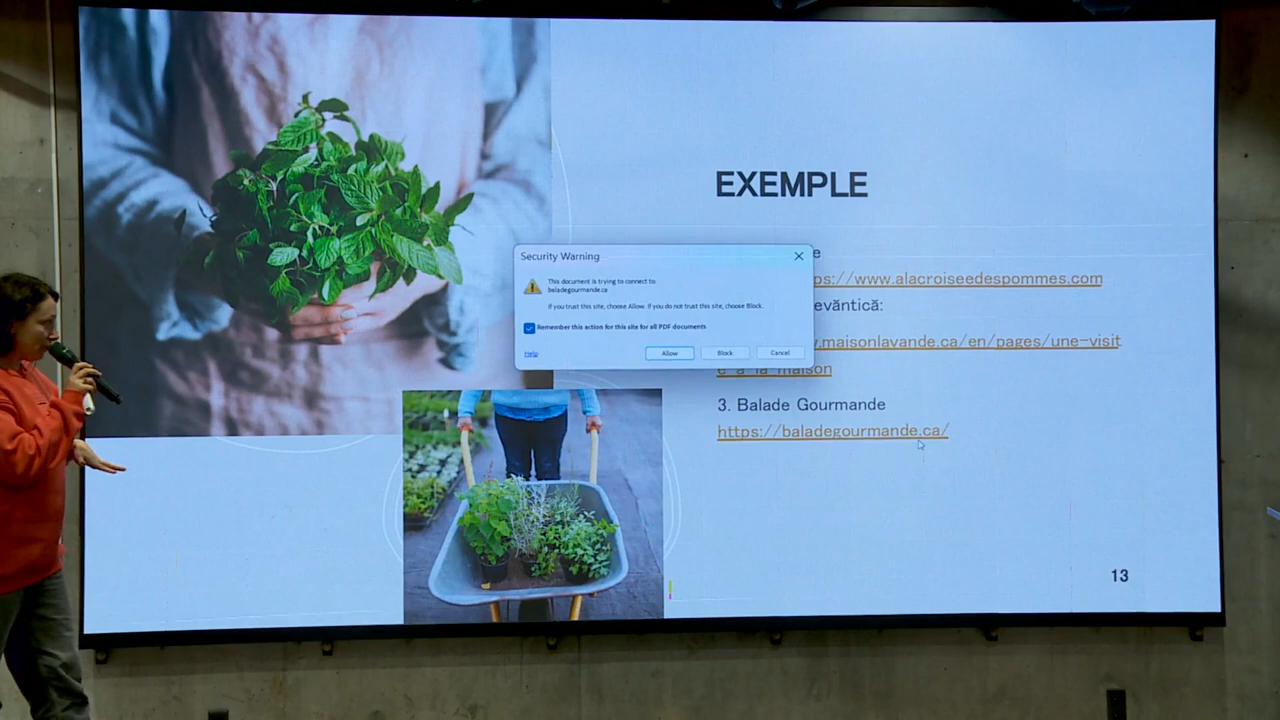 EXEMPLE
Security Warning
This document is trying to connect to
baladegourmande.ca
If you trust this site, choose Allow. If you do not trust this site, choose Block.
Remember this action for this site for all PDF documents
Help
Allow
Block
Cancel
ps://www.alacroiseedespommes.com
evăntică:
.maisonlavande.ca/en/pages/une-visit
e-a-la-maison
3. Balade Gourmande
https://baladegourmande.ca/
13